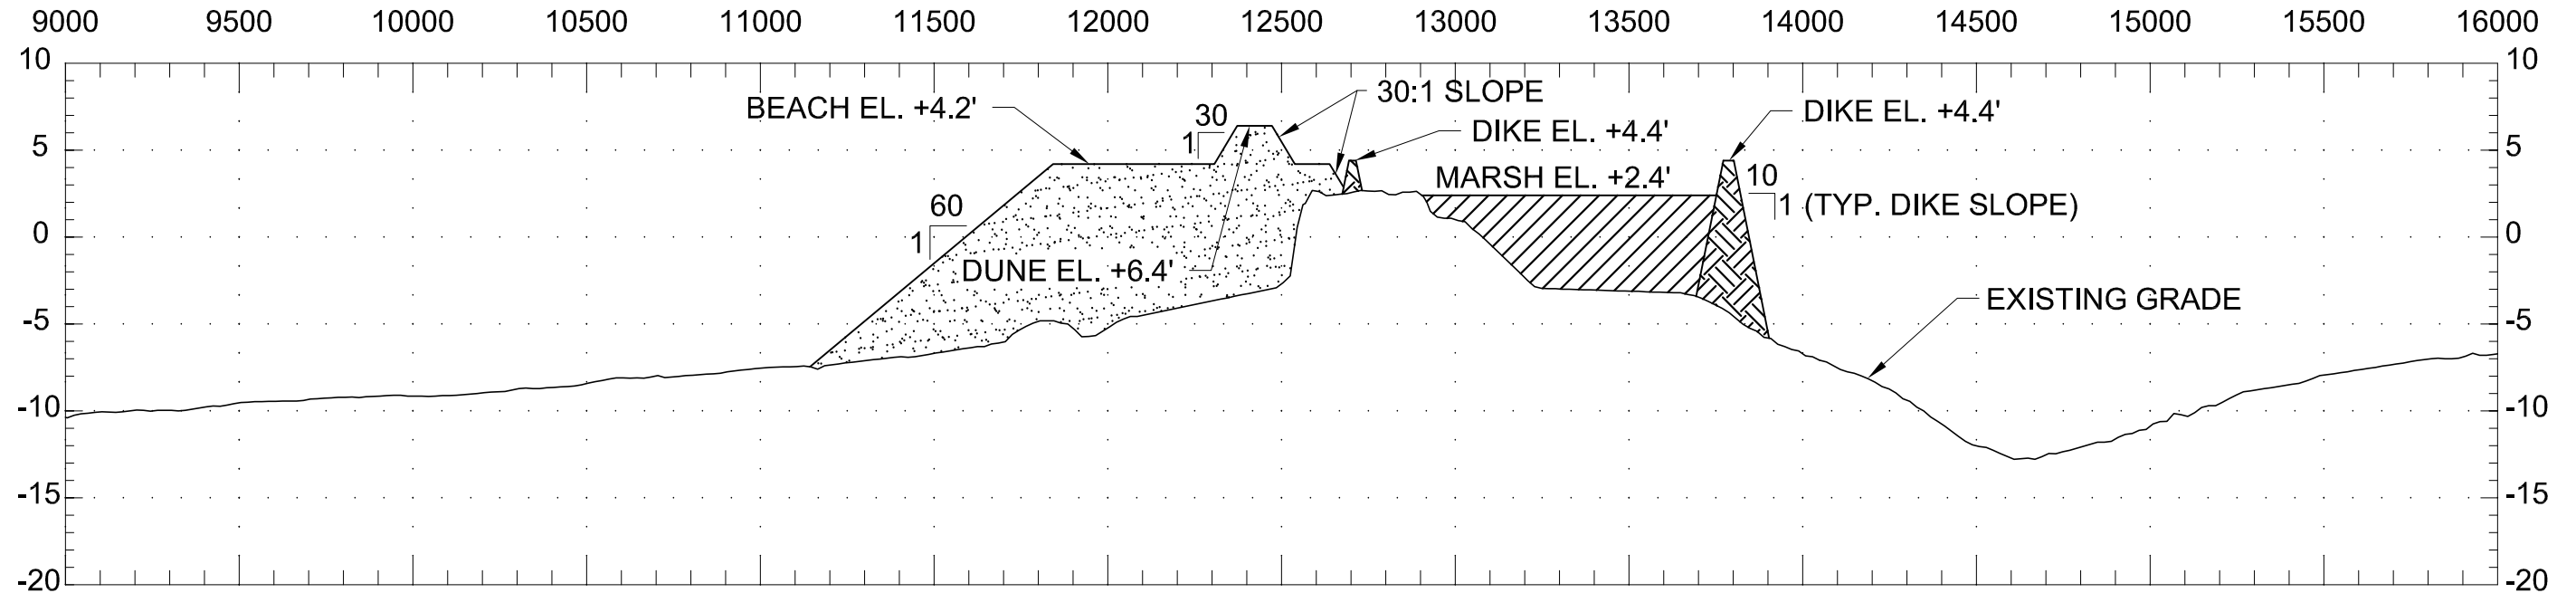 9000 9500 10000 10500 11000 11500 12000 12500 13000 13500 14000 14500 15000 15500 16000
10 10
BEACH EL. +4.2'
30
1
30:1 SLOPE
DIKE EL. +4.4'
DIKE EL. +4.4'
5 5
MARSH EL. +2.4'
10
1 (TYP. DIKE SLOPE)
60
1
0 0
DUNE EL. +6.4'
EXISTING GRADE
-5 -5
-10 -10
-15 -15
-20 -20